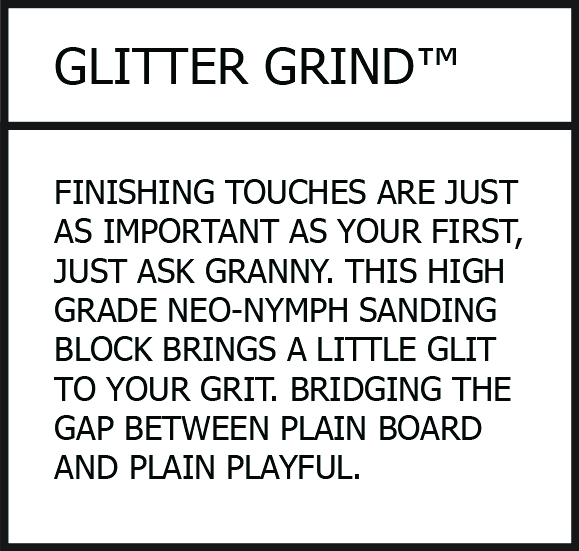 GLITTER GRIND™
FINISHING TOUCHES ARE JUST
AS IMPORTANT AS YOUR FIRST,
JUST ASK GRANNY. THIS HIGH
GRADE NEO-NYMPH SANDING
BLOCK BRINGS A LITTLE GLIT
TO YOUR GRIT. BRIDGING THE
GAP BETWEEN PLAIN BOARD
AND PLAIN PLAYFUL.